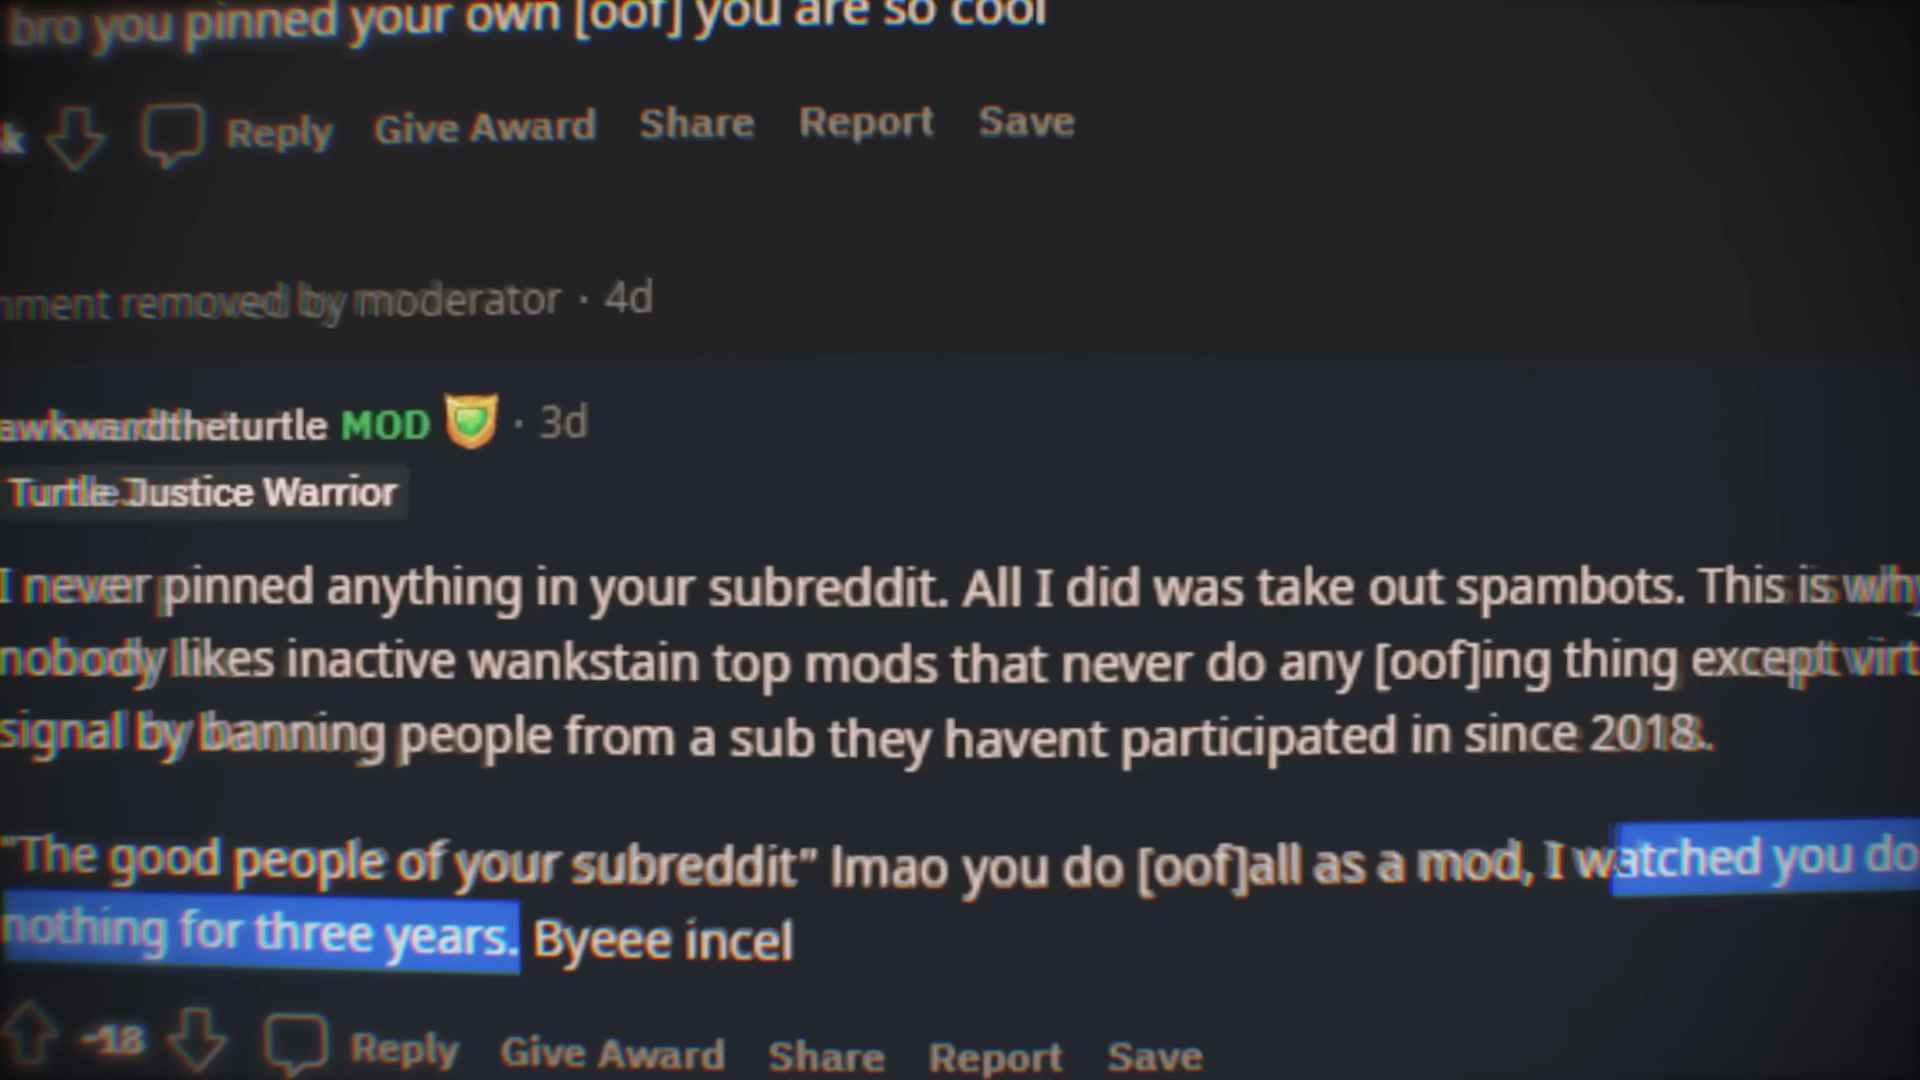 bro you pinned your own [oof] you are so cool
k Reply Give Award Share Report Save
mment removed by moderator · 4d
awkwardtheturtle MOD · 3d
Turtle Justice Warrior
I never pinned anything in your subreddit. All I did was take out spambots. This is why
nobody likes inactive wankstain top mods that never do any [oof]ing thing except virt
signal by banning people from a sub they havent participated in since 2018..
"The good people of your subreddit" lmao you do [oof]all as a mod, I watched you do
nothing for three years. Byeee incel
-18 Reply Give Award Share Report Save